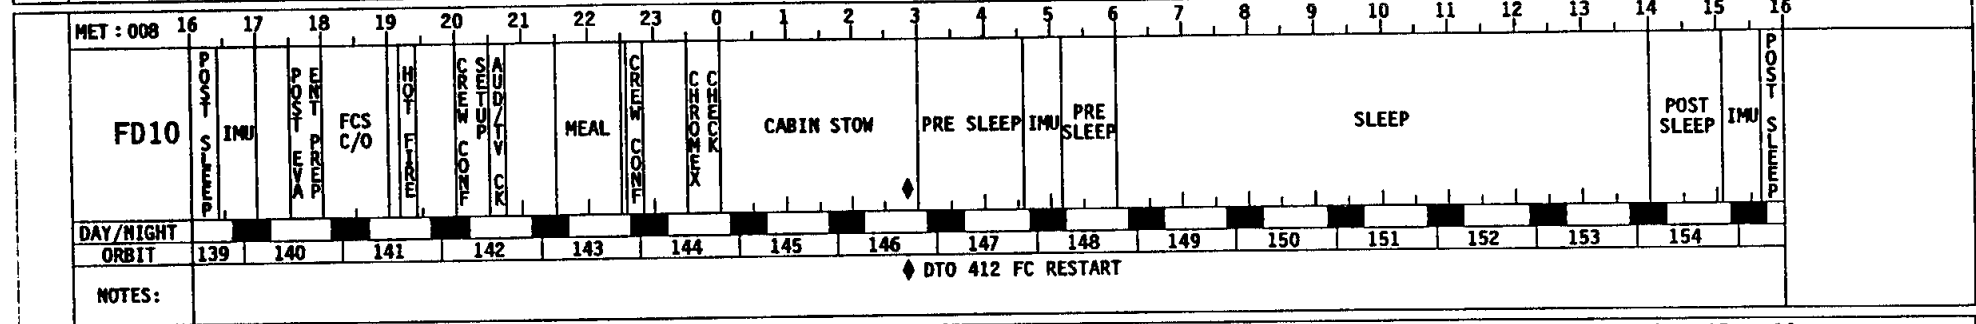 MET : 008 16 17 18 19 20 21 22 23 0 1 2 3 4 5 6 7 8 9 10 11 12 13 14 15 16
FD10
POST SLEEP
IMU
POST EVA
ENT PREP
FCS
C/O
HOT FIRE
CREW CONF
SETUP
AUD/TV CK
MEAL
CREW CONF
CHROMEX
CHECK
CABIN STOW
PRE SLEEP
IMU
PRE
SLEEP
SLEEP
POST
SLEEP
IMU
POST SLEEP
DAY/NIGHT
ORBIT 139 140 141 142 143 144 145 146 147 148 149 150 151 152 153 154
♦ DTO 412 FC RESTART
NOTES: